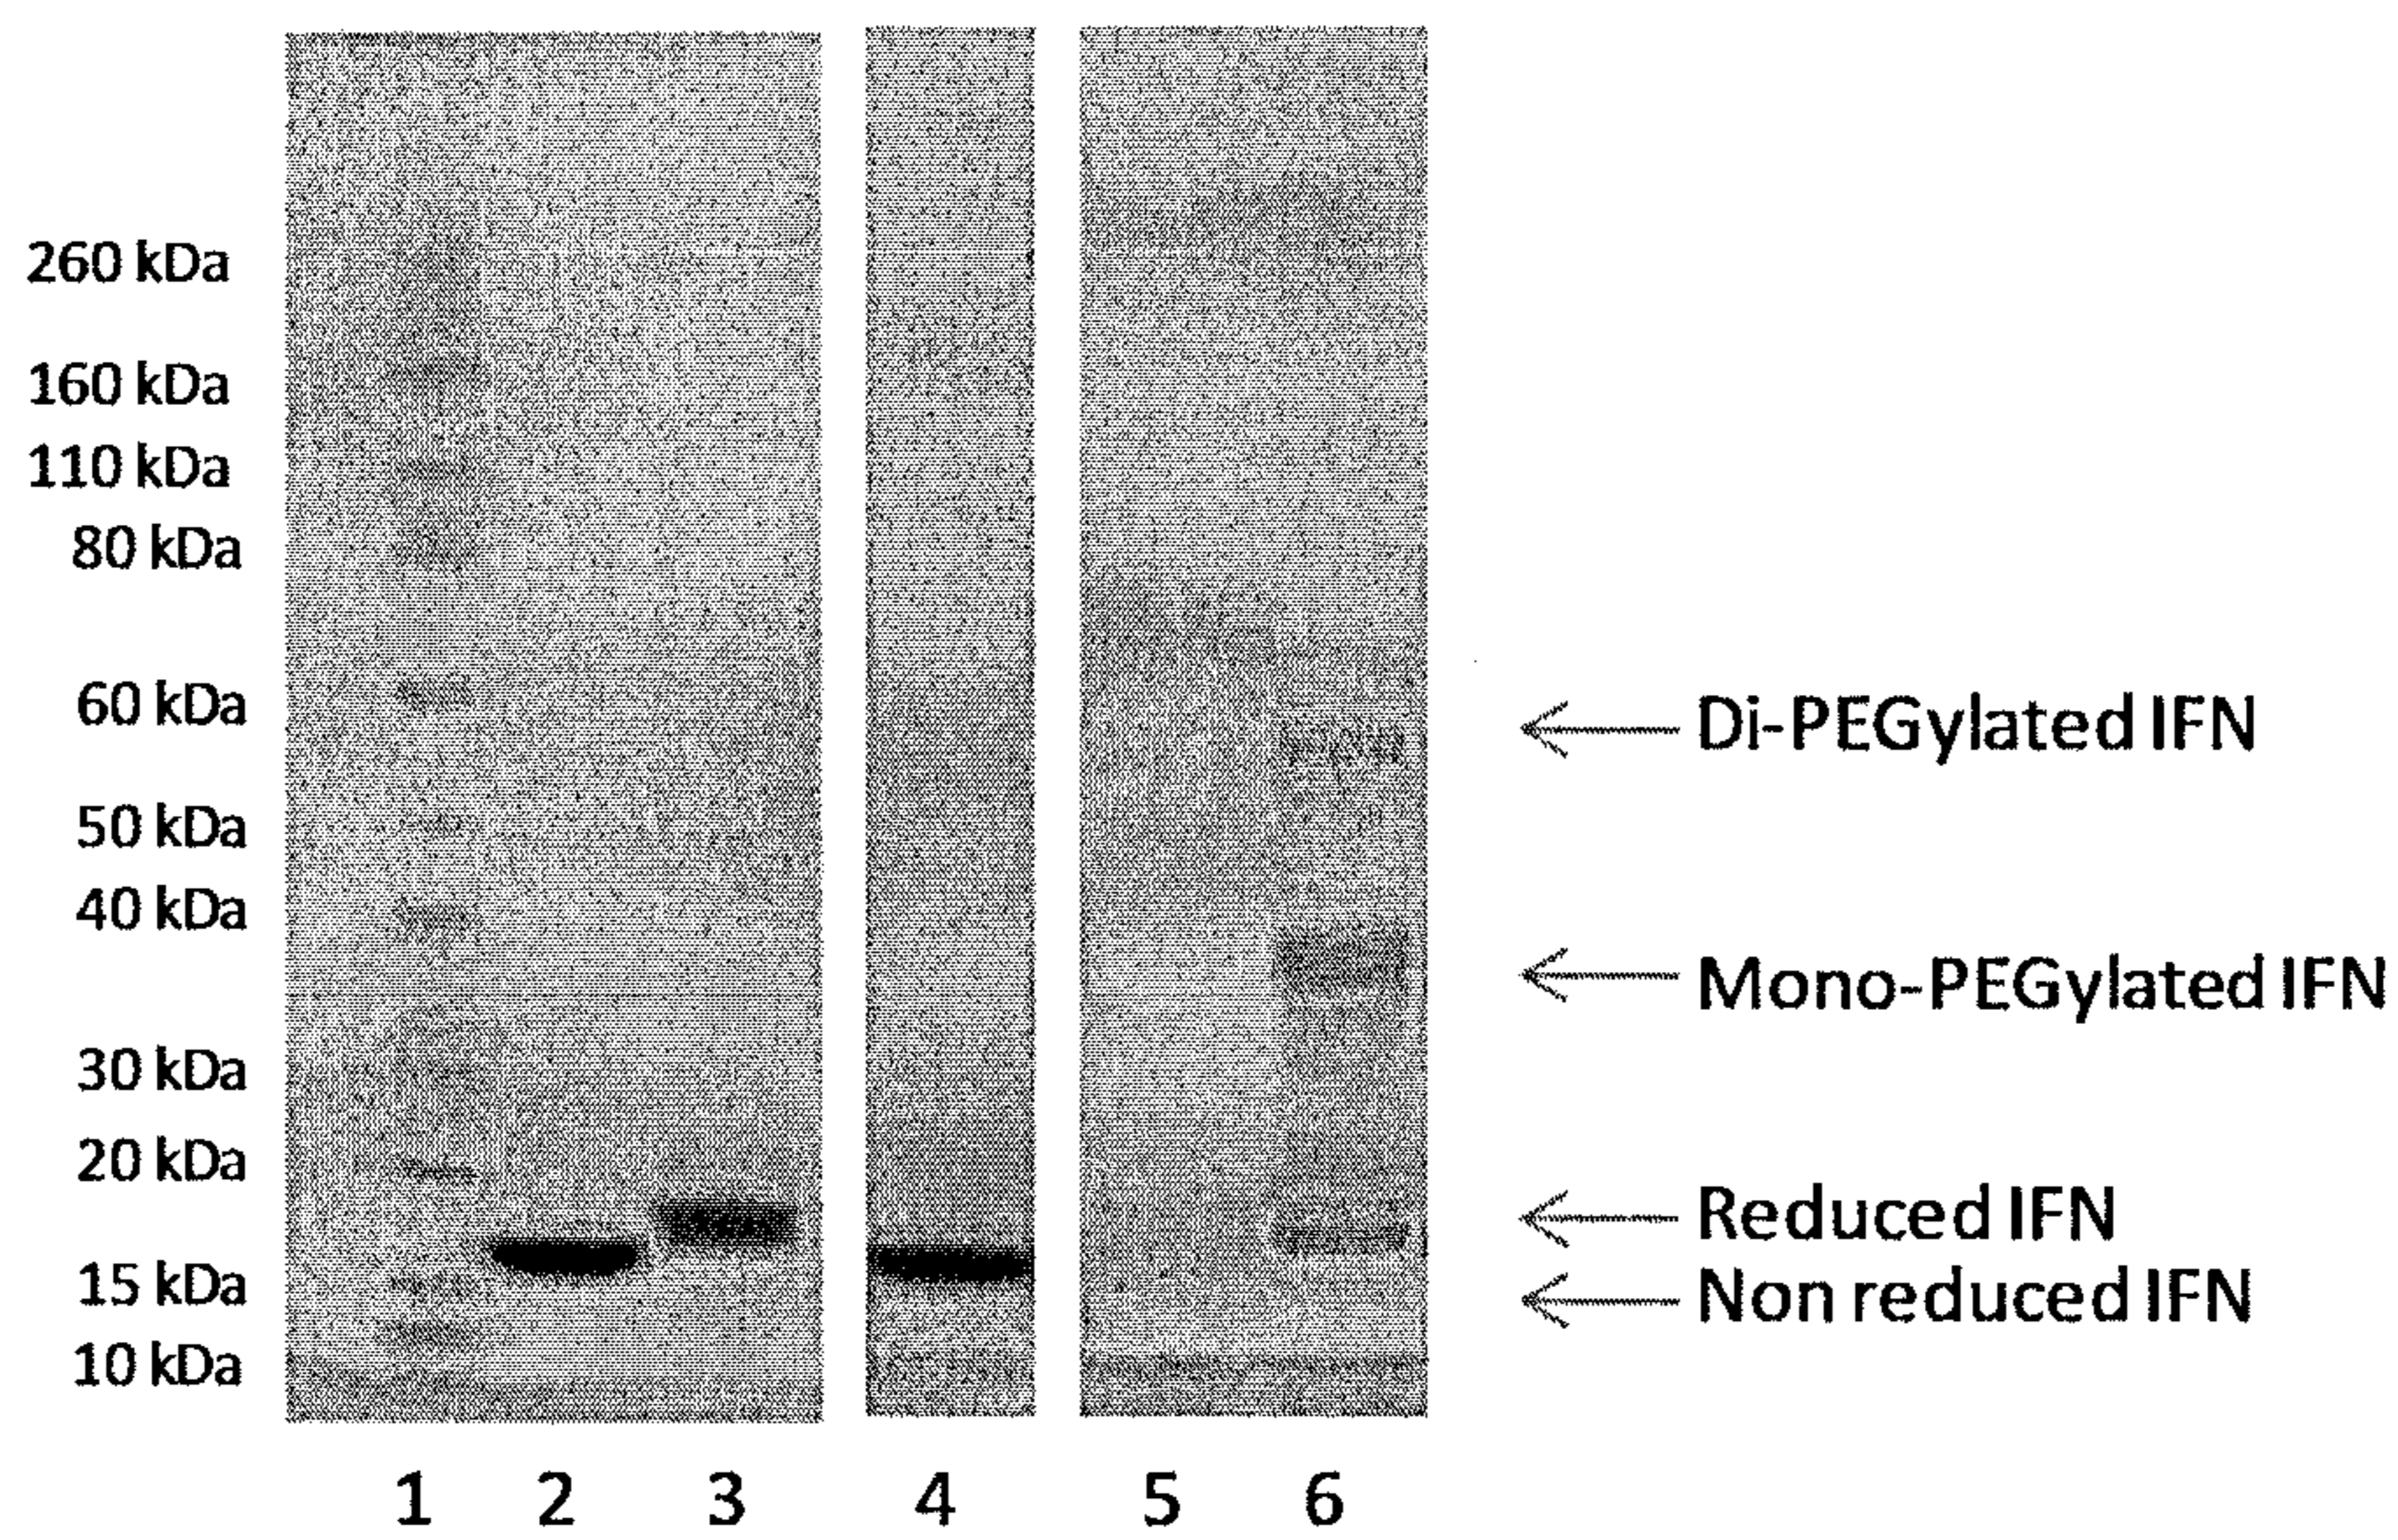 260 kDa
160 kDa
110 kDa
80 kDa
60 kDa
50 kDa
40 kDa
30 kDa
20 kDa
15 kDa
10 kDa
Di-PEGylated IFN
Mono-PEGylated IFN
Reduced IFN
Non reduced IFN
1 2 3 4 5 6